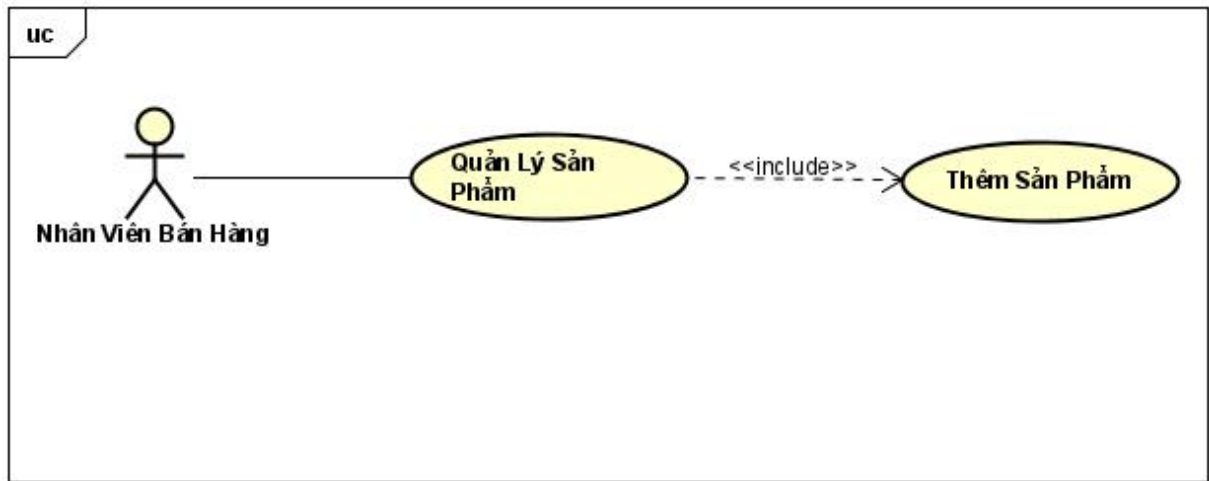 uc
Nhân Viên Bán Hàng
Quản Lý Sản
Phẩm
<<include>>
Thêm Sản Phẩm